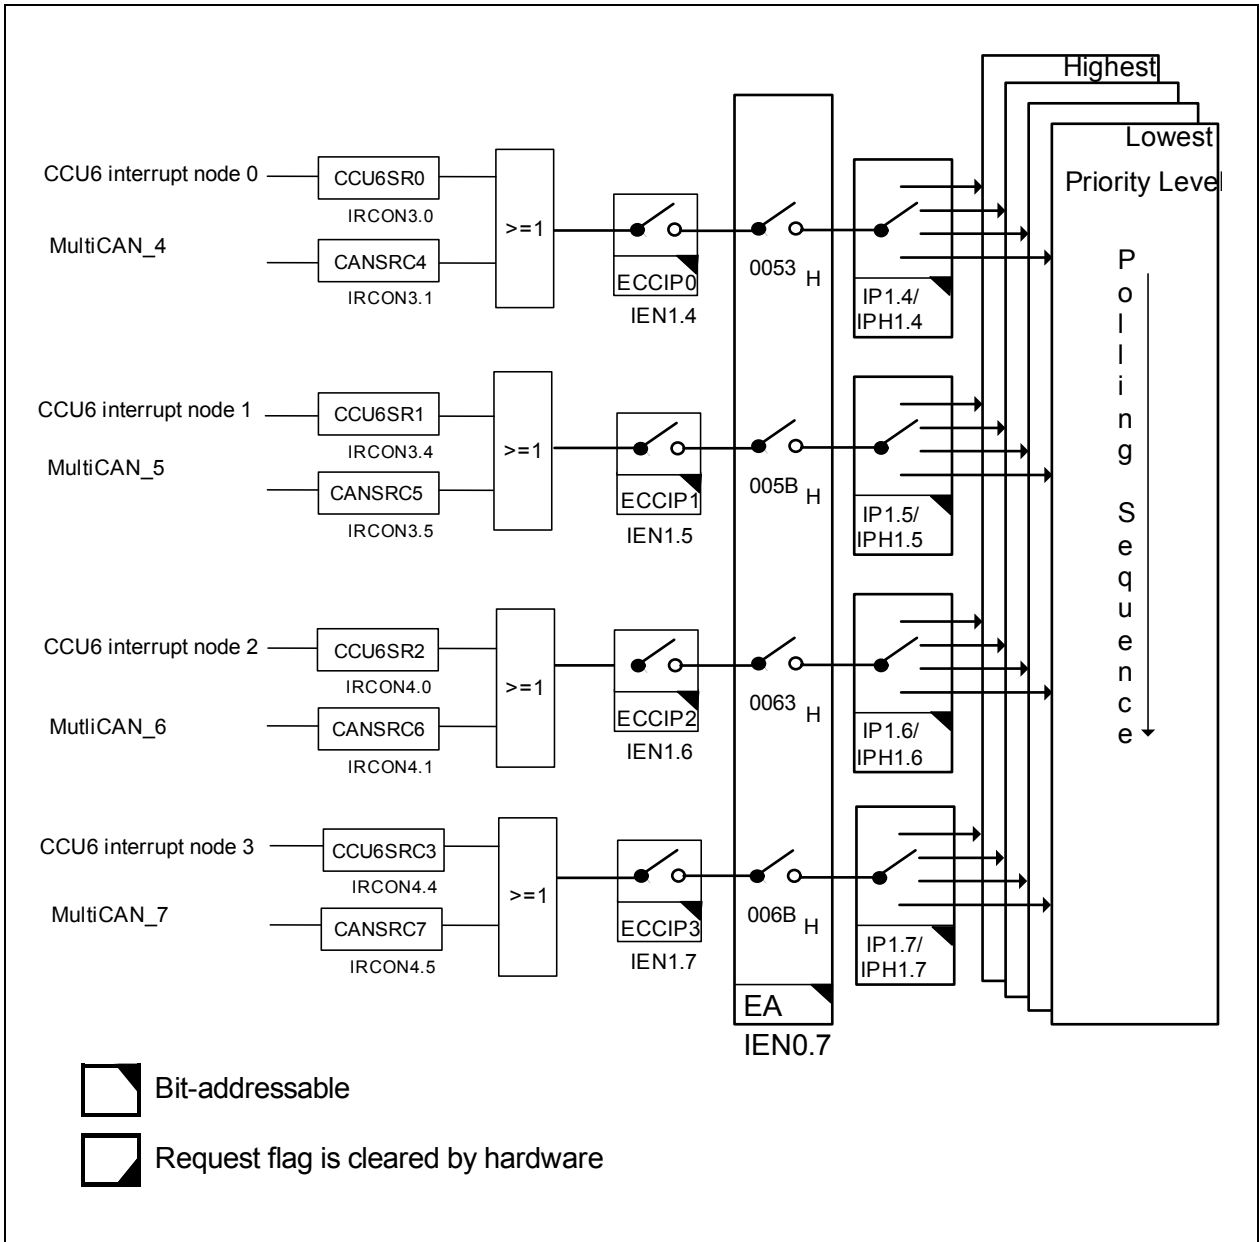 Highest
Lowest
Priority Leve
CCU6 interrupt node 0
CCU6SR0
IRCON3.0
MultiCAN_4
CANSRC4
IRCON3.1
>=1
ECCIP0
IEN1.4
0053 H
IP1.4/
IPH1.4
CCU6 interrupt node 1
CCU6SR1
IRCON3.4
MultiCAN_5
CANSRC5
IRCON3.5
>=1
ECCIP1
IEN1.5
005B H
IP1.5/
IPH1.5
CCU6 interrupt node 2
CCU6SR2
IRCON4.0
MutliCAN_6
CANSRC6
IRCON4.1
>=1
ECCIP2
IEN1.6
0063 H
IP1.6/
IPH1.6
CCU6 interrupt node 3
CCU6SRC3
IRCON4.4
MultiCAN_7
CANSRC7
IRCON4.5
>=1
ECCIP3
IEN1.7
006B H
IP1.7/
IPH1.7
Polling Sequence
EA
IEN0.7
Bit-addressable
Request flag is cleared by hardware